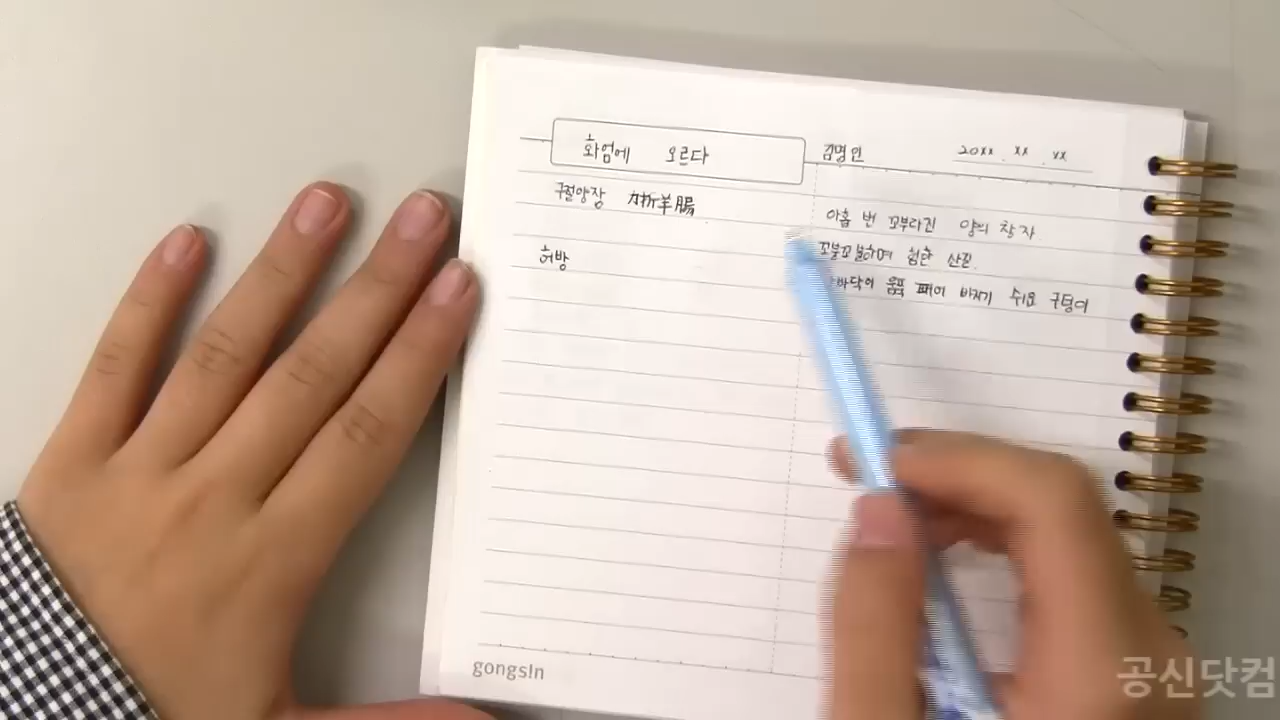 화엄에 오르다
김명인
20xx . xx . xx
구절양장 九折羊腸
아홉 번 꼬부라진 양의 창자.
꼬불꼬불하며 험한 산길.
허방
바닥이 움푹 패어 빠지기 쉬운 구덩이
gongsin
공신닷컴